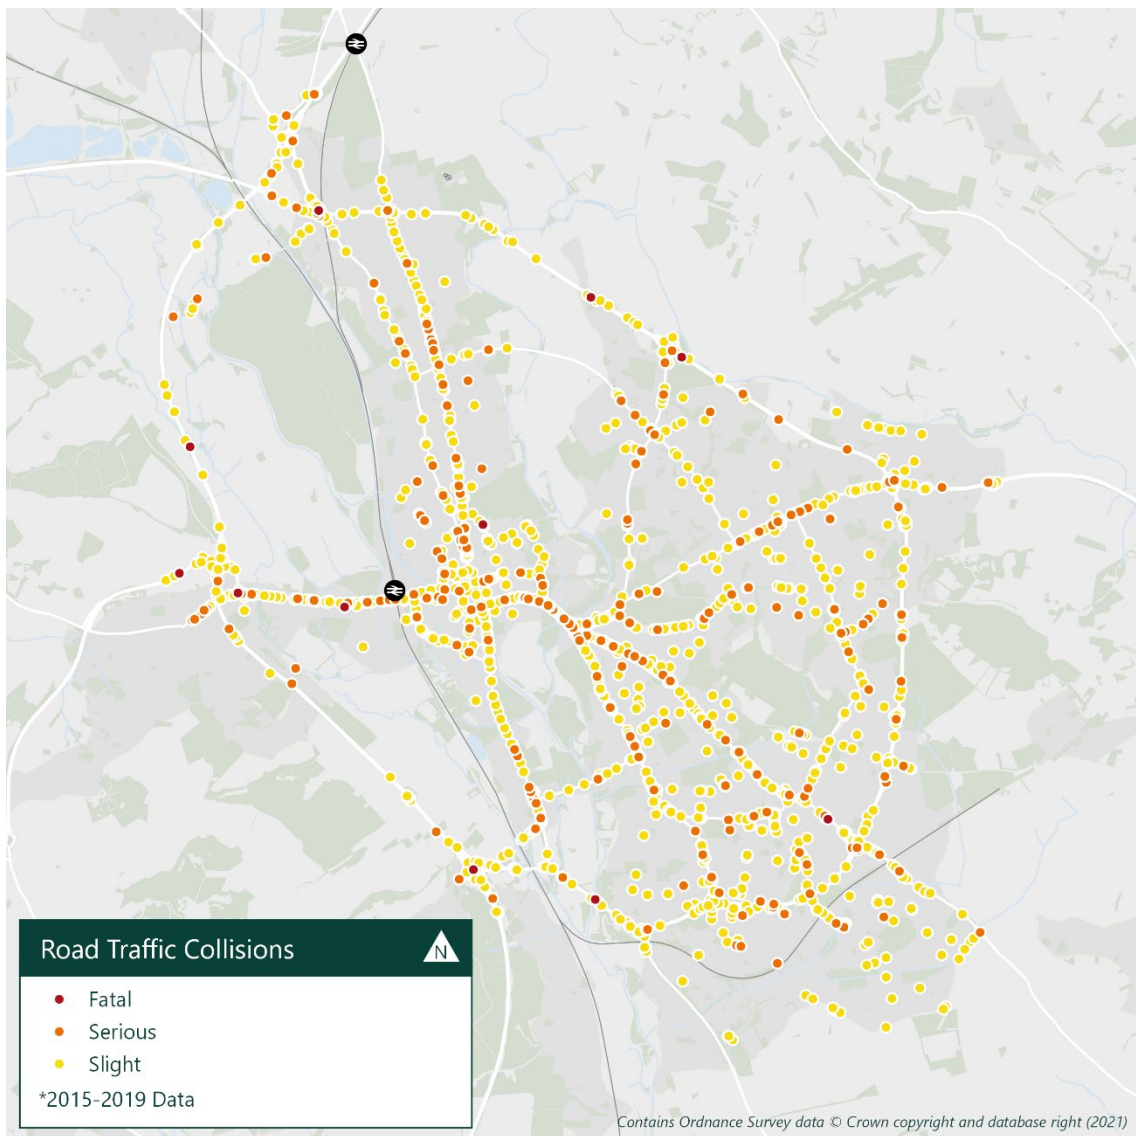 Road Traffic Collisions
N
Fatal
Serious
Slight
*2015-2019 Data
Contains Ordnance Survey data © Crown copyright and database right (2021)